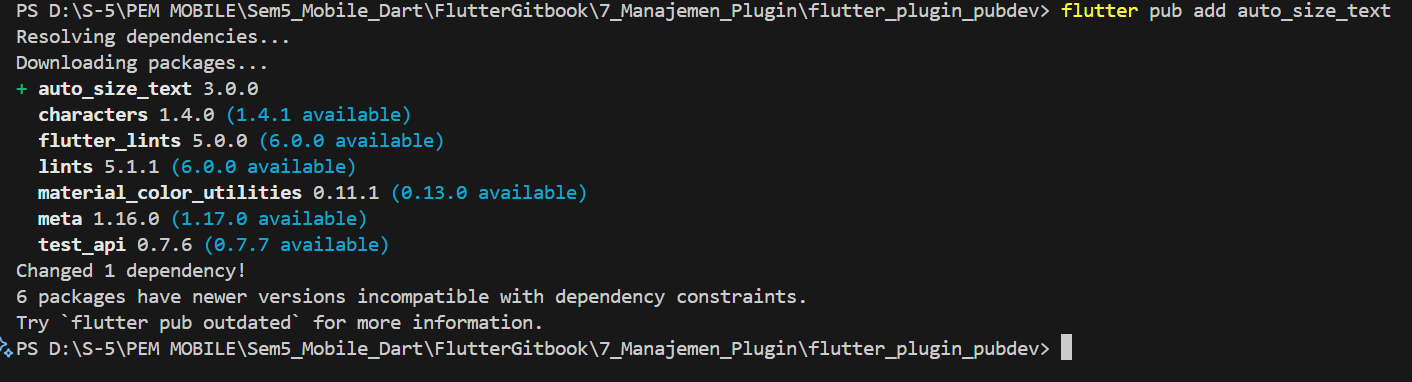 PS D:\S-5\PEM MOBILE\Sem5_Mobile_Dart\FlutterGitbook\7_Manajemen_Plugin\flutter_plugin_pubdev> flutter pub add auto_size_text
Resolving dependencies...
Downloading packages...
+ auto_size_text 3.0.0
  characters 1.4.0 (1.4.1 available)
  flutter_lints 5.0.0 (6.0.0 available)
  lints 5.1.1 (6.0.0 available)
  material_color_utilities 0.11.1 (0.13.0 available)
  meta 1.16.0 (1.17.0 available)
  test_api 0.7.6 (0.7.7 available)
Changed 1 dependency!
6 packages have newer versions incompatible with dependency constraints.
Try `flutter pub outdated` for more information.
PS D:\S-5\PEM MOBILE\Sem5_Mobile_Dart\FlutterGitbook\7_Manajemen_Plugin\flutter_plugin_pubdev>